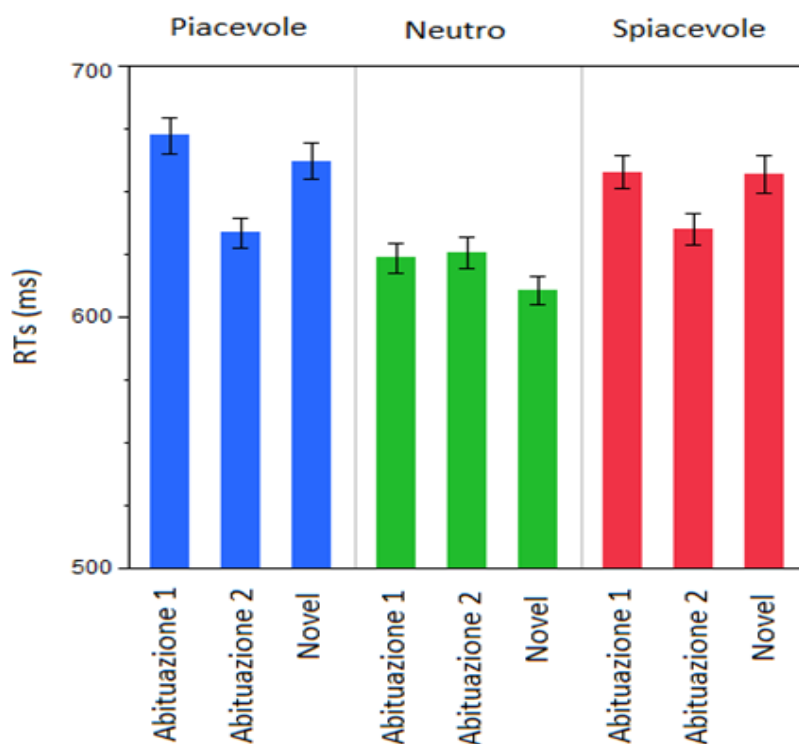 Piacevole
Neutro
Spiacevole
700
600
500
RTs (ms)
Abituazione 1
Abituazione 2
Novel
Abituazione 1
Abituazione 2
Novel
Abituazione 1
Abituazione 2
Novel